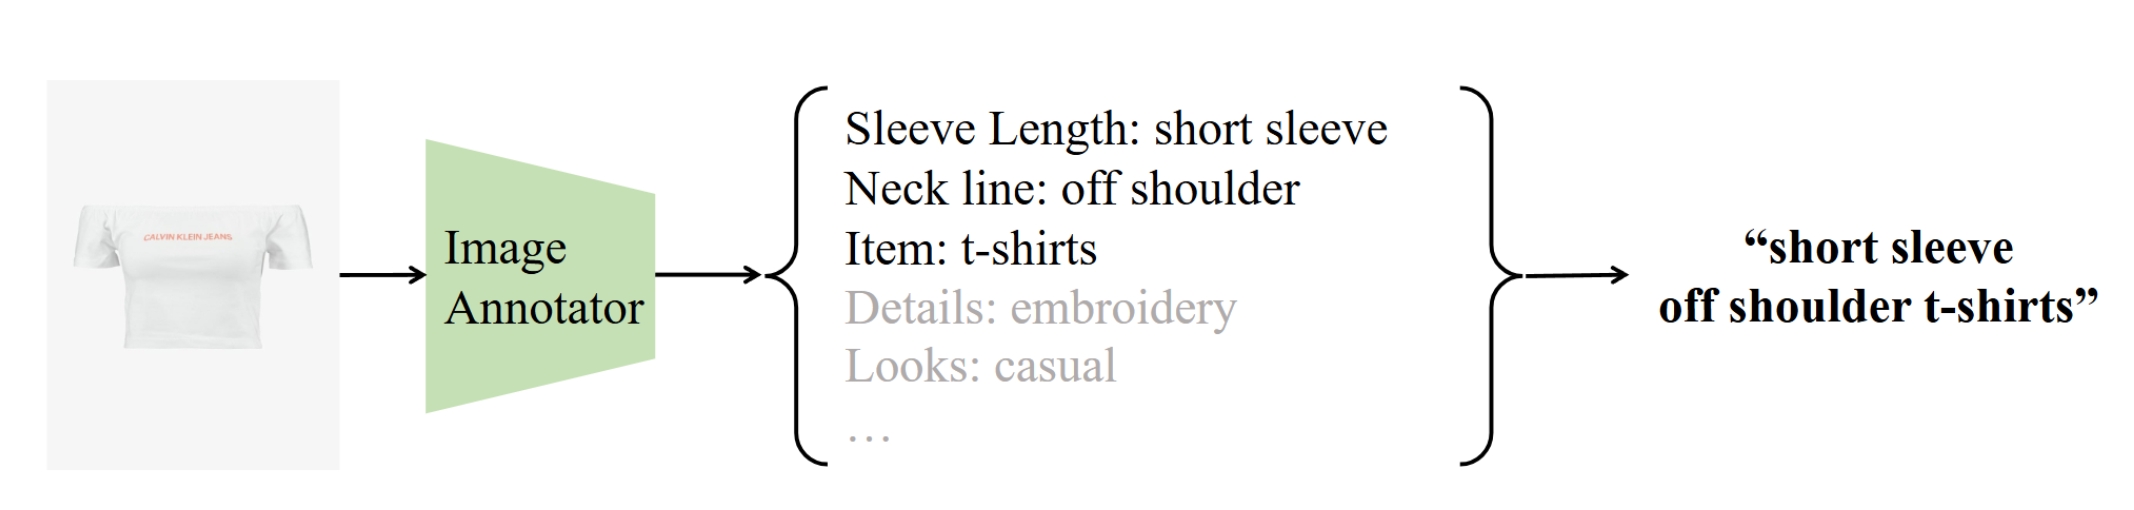 CALVIN KLEIN JEANS
Image
Annotator
Sleeve Length: short sleeve
Neck line: off shoulder
Item: t-shirts
Details: embroidery
Looks: casual
…
“short sleeve
off shoulder t-shirts”